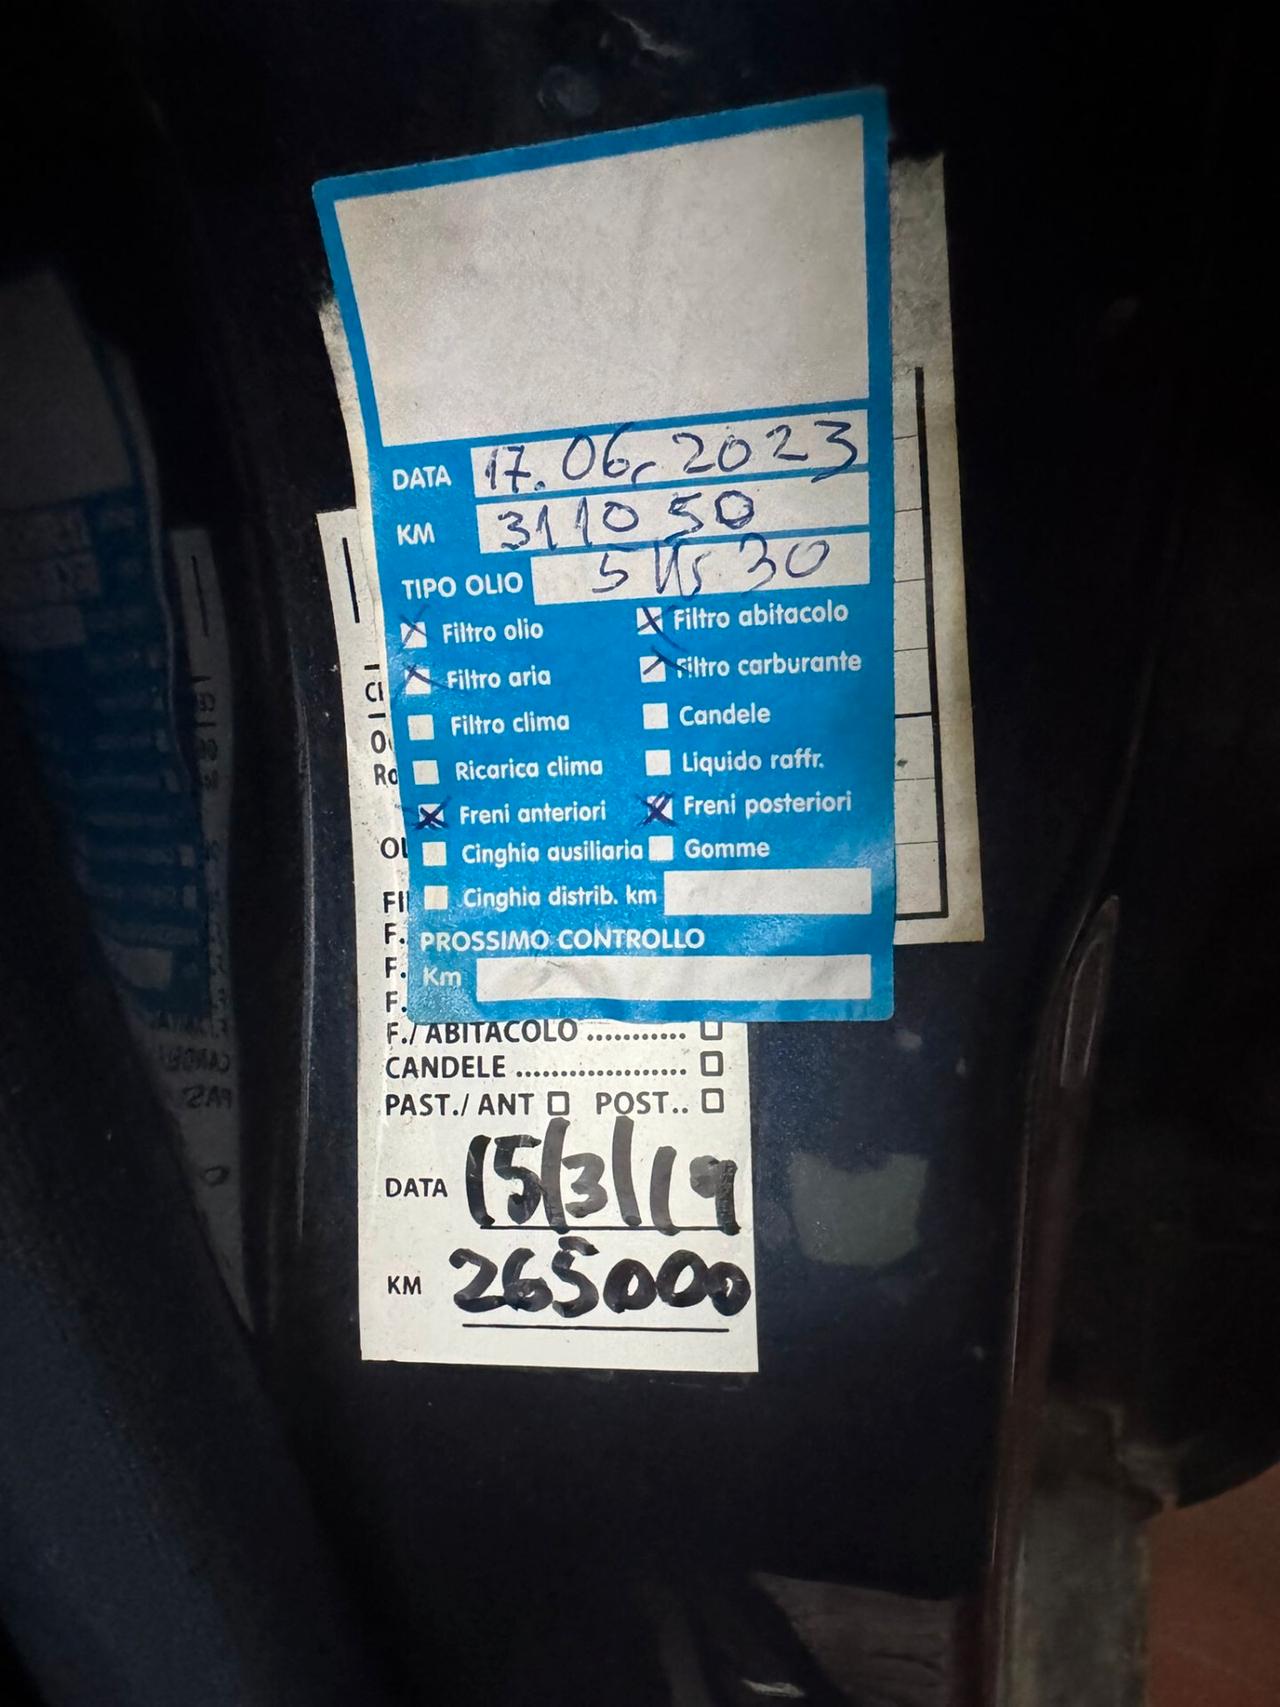 DATA 17.06.2023
KM 311050
TIPO OLIO 5W30
Filtro olio Filtro abitacolo
Filtro aria Filtro carburante
Filtro clima Candele
Ricarica clima Liquido raffr.
Freni anteriori Freni posteriori
Cinghia ausiliaria Gomme
Cinghia distrib. km
PROSSIMO CONTROLLO
Km
F./ ABITACOLO ...........
CANDELE ...................
PAST./ ANT POST..
DATA 15/3/19
KM 265000